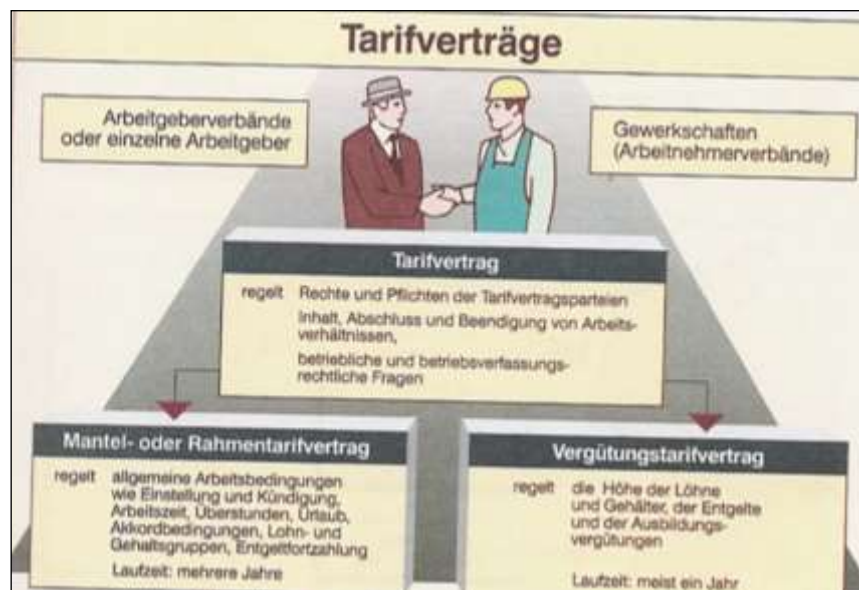 Tarifverträge
Arbeitgeberverbände
oder einzelne Arbeitgeber
Gewerkschaften
(Arbeitnehmerverbände)
Tarifvertrag
regelt Rechte und Pflichten der Tarifvertragsparteien
Inhalt, Abschluss und Beendigung von Arbeits-
verhältnissen,
betriebliche und betriebsverfassungs-
rechtliche Fragen
Mantel- oder Rahmentarifvertrag
regelt allgemeine Arbeitsbedingungen
wie Einstellung und Kündigung,
Arbeitszeit, Überstunden, Urlaub,
Akkordbedingungen, Lohn- und
Gehaltsgruppen, Entgeltfortzahlung
Laufzeit: mehrere Jahre
Vergütungstarifvertrag
regelt die Höhe der Löhne
und Gehälter, der Entgelte
und der Ausbildungs-
vergütungen
Laufzeit: meist ein Jahr